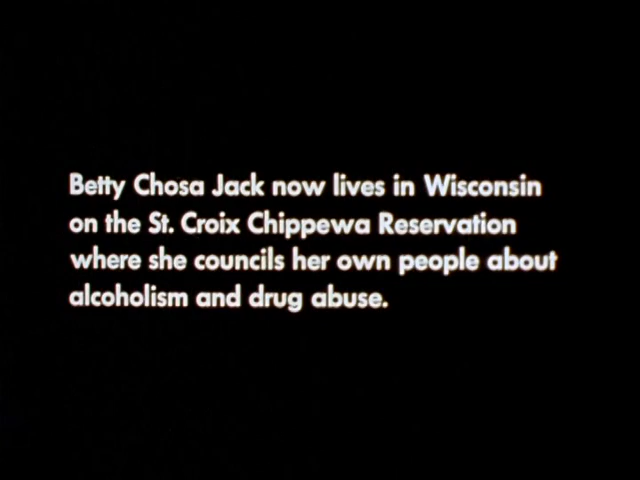 Betty Chosa Jack now lives in Wisconsin
on the St. Croix Chippewa Reservation
where she councils her own people about
alcoholism and drug abuse.